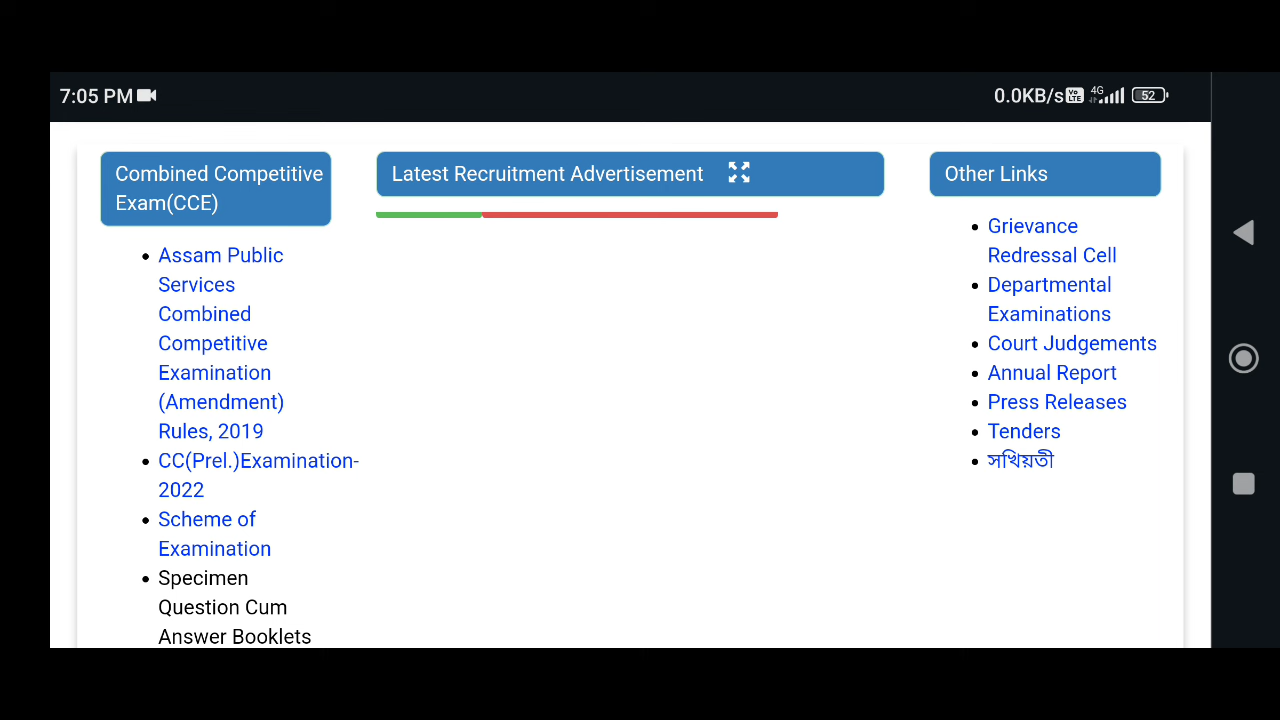 7:05 PM
0.0KB/s Vo LTE 4G 52
Combined Competitive
Exam(CCE)
Assam Public
Services
Combined
Competitive
Examination
(Amendment)
Rules, 2019
CC(Prel.)Examination-
2022
Scheme of
Examination
Specimen
Question Cum
Answer Booklets
Latest Recruitment Advertisement
Other Links
Grievance
Redressal Cell
Departmental
Examinations
Court Judgements
Annual Report
Press Releases
Tenders
সখিয়তী